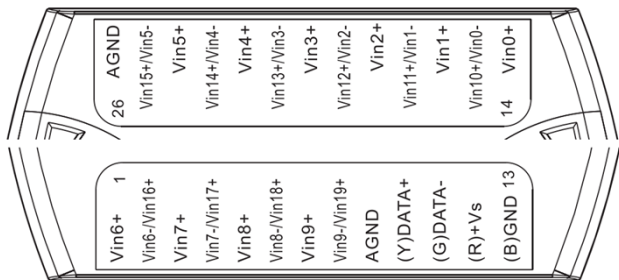 AGND
Vin15+/Vin5-
Vin5+
Vin14+/Vin4-
Vin4+
Vin13+/Vin3-
Vin3+
Vin12+/Vin2-
Vin2+
Vin11+/Vin1-
Vin1+
Vin10+/Vin0-
Vin0+
26
14
1
13
Vin6+
Vin6-/Vin16+
Vin7+
Vin7-/Vin17+
Vin8+
Vin8-/Vin18+
Vin9+
Vin9-/Vin19+
AGND
(Y)DATA+
(G)DATA-
(R)+Vs
(B)GND